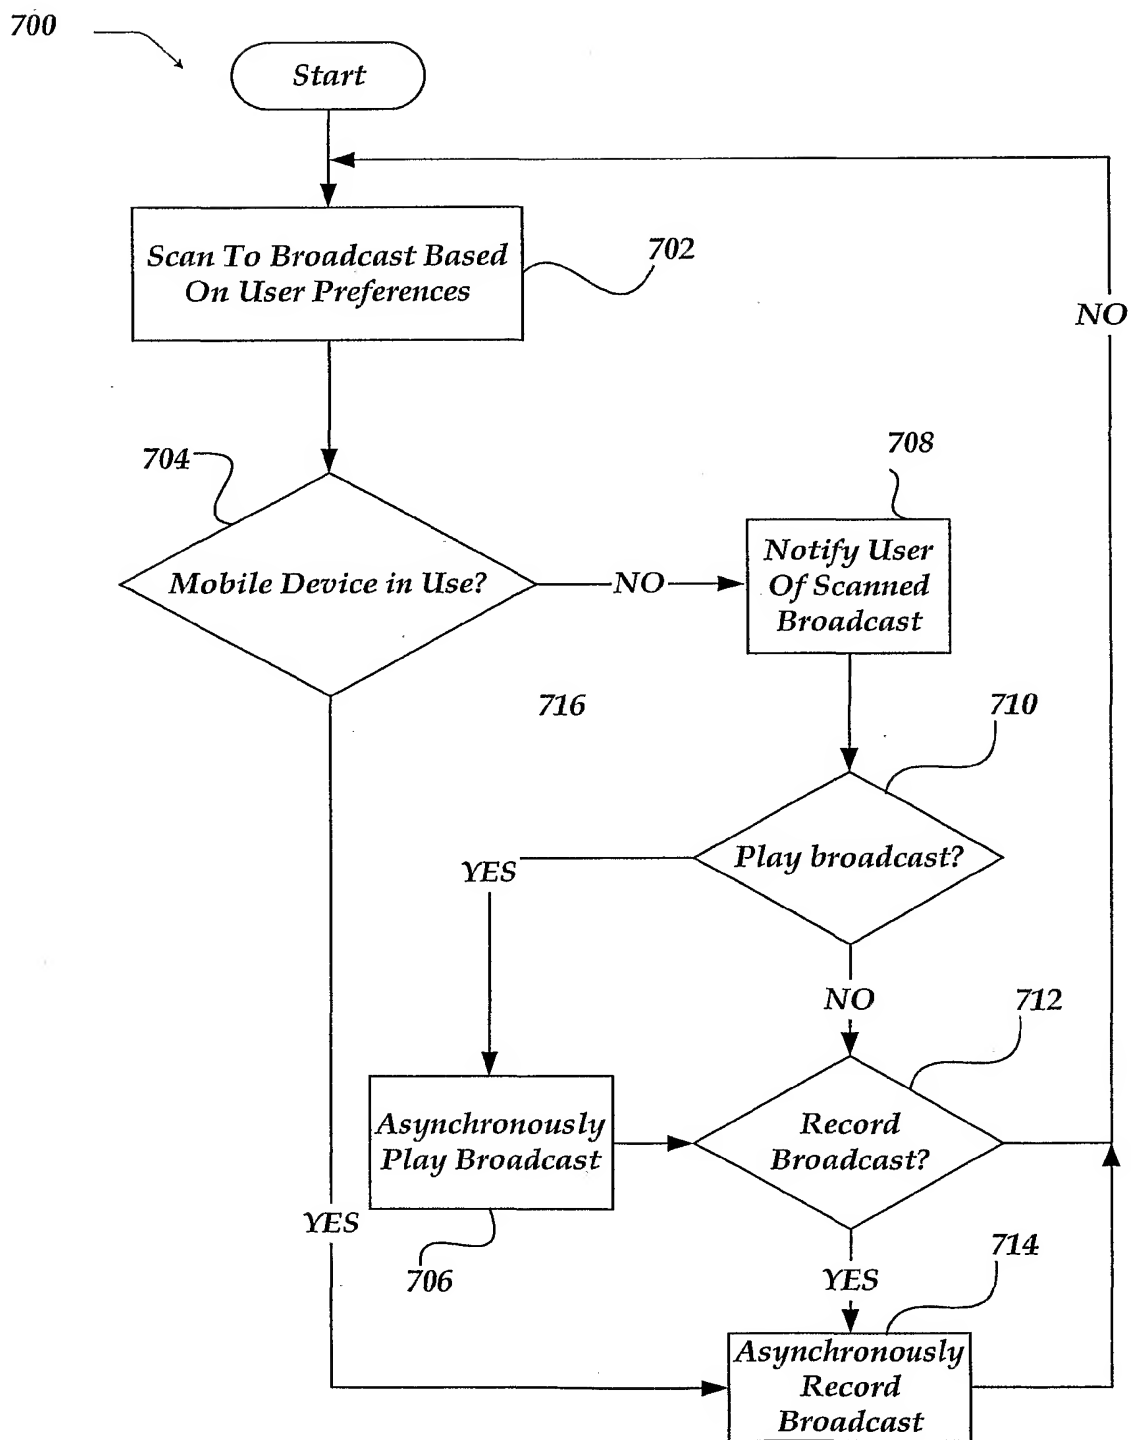 700
Start
Scan To Broadcast Based
On User Preferences
702
NO
704
708
Mobile Device in Use?
NO
Notify User
Of Scanned
Broadcast
716
710
Play broadcast?
YES
NO
712
Asynchronously
Play Broadcast
Record
Broadcast?
YES
706
YES
714
Asynchronously
Record
Broadcast